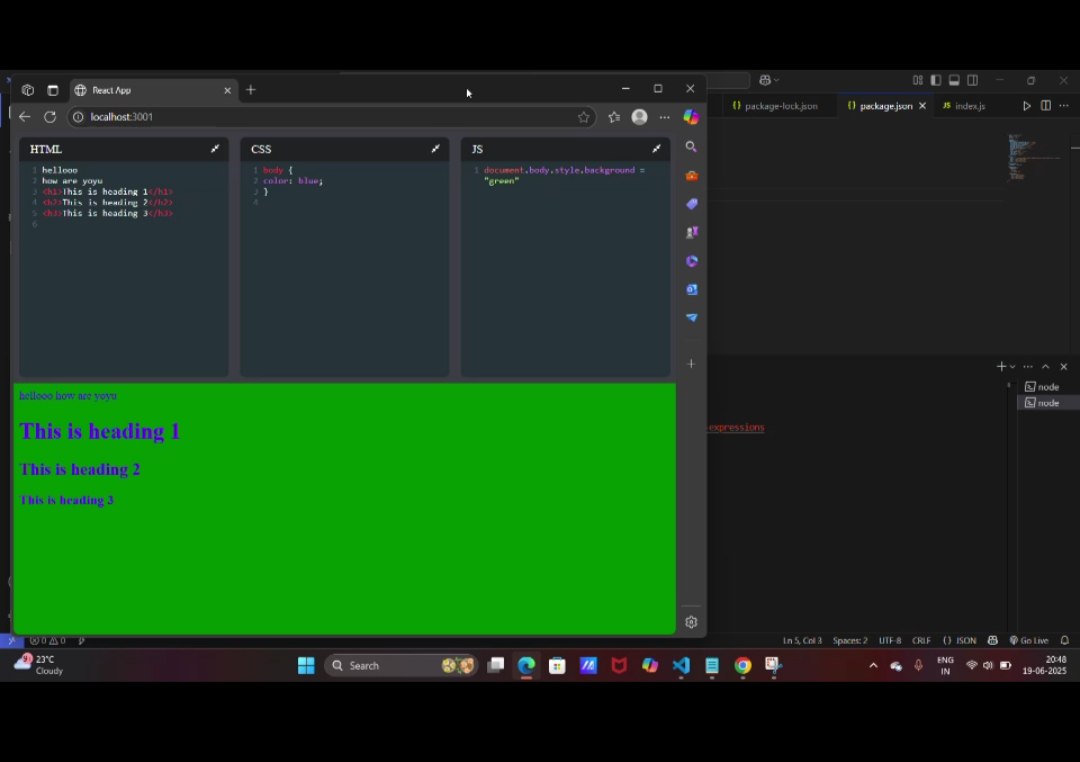 React App
localhost:3001
package-lock.json
package.json
JS index.js
HTML
CSS
JS
1 hellooo
2 how are yoyu
3 <h1>This is heading 1</h1>
4 <h2>This is heading 2</h2>
5 <h3>This is heading 3</h3>
6
1 body {
2 color: blue;
3 }
4
1 document.body.style.background =
"green"
hellooo how are yoyu
This is heading 1
This is heading 2
This is heading 3
node
node
-expressions
0 0
Ln 5, Col 3 Spaces: 2 UTF-8 CRLF {} JSON Go Live
23°C
Cloudy
Search
ENG
IN
20:48
19-06-2025